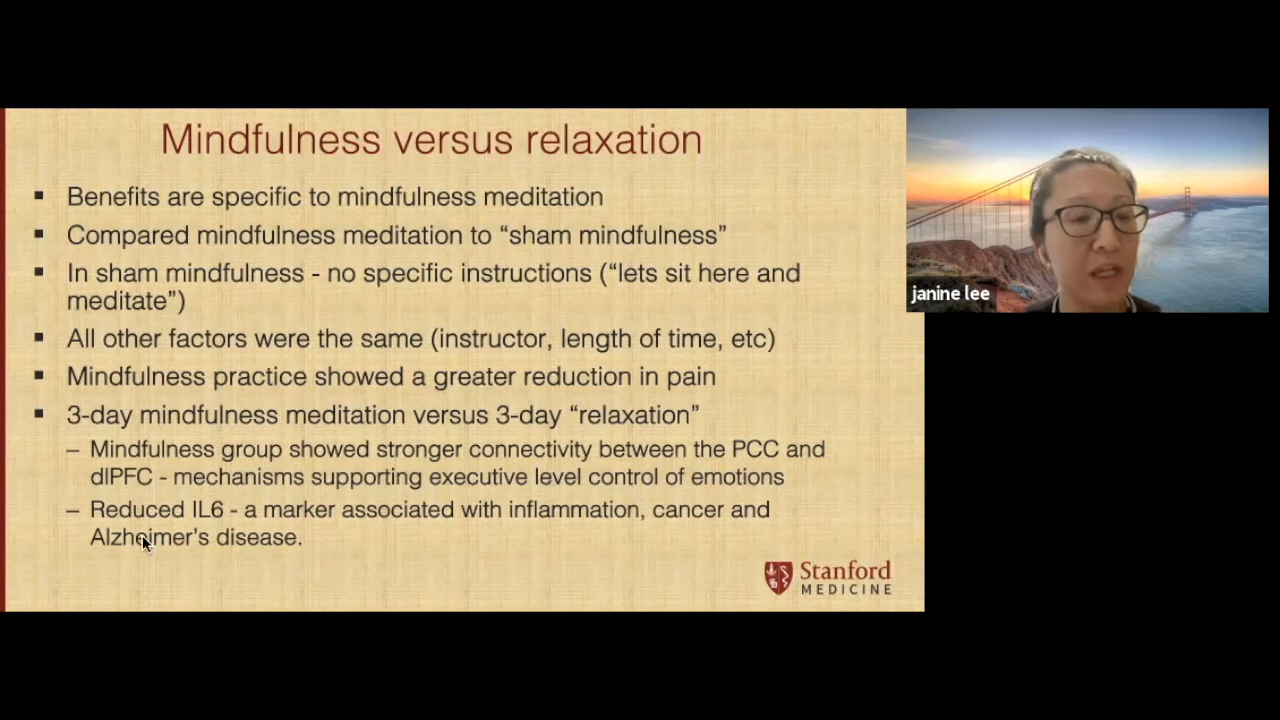 Mindfulness versus relaxation
Benefits are specific to mindfulness meditation
Compared mindfulness meditation to “sham mindfulness”
In sham mindfulness - no specific instructions (“lets sit here and
meditate”)
All other factors were the same (instructor, length of time, etc)
Mindfulness practice showed a greater reduction in pain
3-day mindfulness meditation versus 3-day “relaxation”
– Mindfulness group showed stronger connectivity between the PCC and
dlPFC - mechanisms supporting executive level control of emotions
– Reduced IL6 - a marker associated with inflammation, cancer and
Alzheimer’s disease.
Stanford
MEDICINE
janine lee